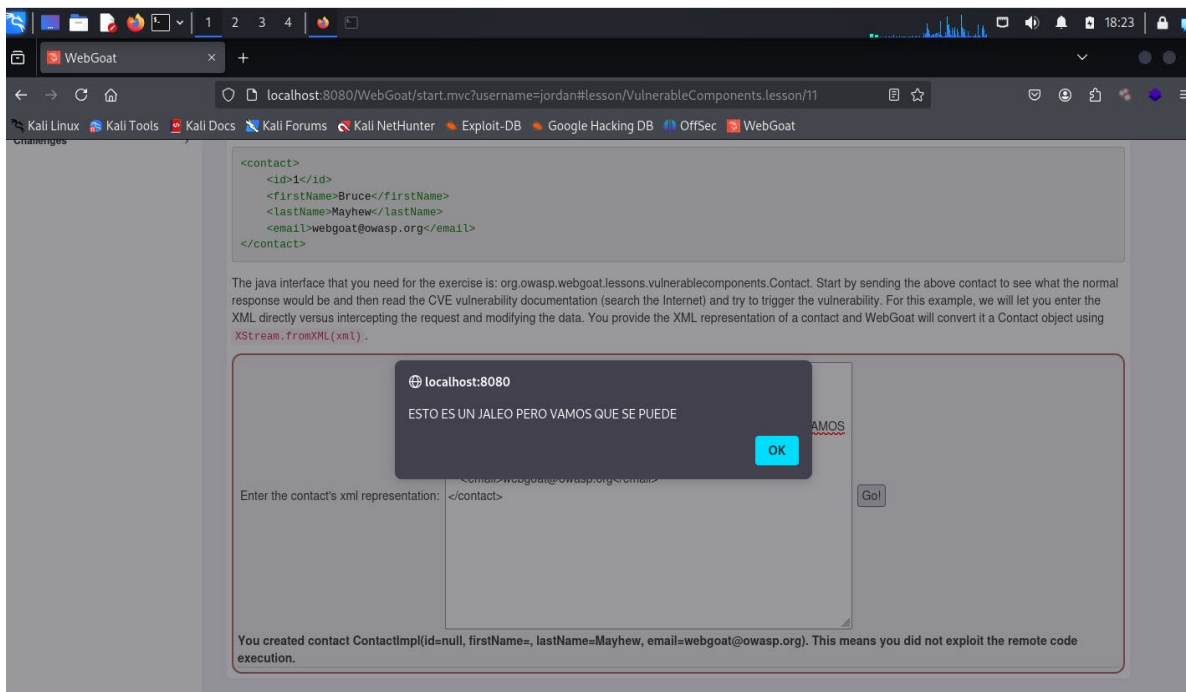 1 2 3 4
18:23
WebGoat
localhost:8080/WebGoat/start.mvc?username=jordan#lesson/VulnerableComponents.lesson/11
Kali Linux Kali Tools Kali Docs Kali Forums Kali NetHunter Exploit-DB Google Hacking DB OffSec WebGoat
Challenges
<contact>
<id>1</id>
<firstName>Bruce</firstName>
<lastName>Mayhew</lastName>
<email>webgoat@owasp.org</email>
</contact>
The java interface that you need for the exercise is: org.owasp.webgoat.lessons.vulnerablecomponents.Contact. Start by sending the above contact to see what the normal
response would be and then read the CVE vulnerability documentation (search the Internet) and try to trigger the vulnerability. For this example, we will let you enter the
XML directly versus intercepting the request and modifying the data. You provide the XML representation of a contact and WebGoat will convert it a Contact object using
XStream.fromXML(xml).
localhost:8080
ESTO ES UN JALEO PERO VAMOS QUE SE PUEDE
AMOS
OK
<email>webgoat@owasp.org</email>
Enter the contact's xml representation: </contact>
Go!
You created contact ContactImpl(id=null, firstName=, lastName=Mayhew, email=webgoat@owasp.org). This means you did not exploit the remote code
execution.